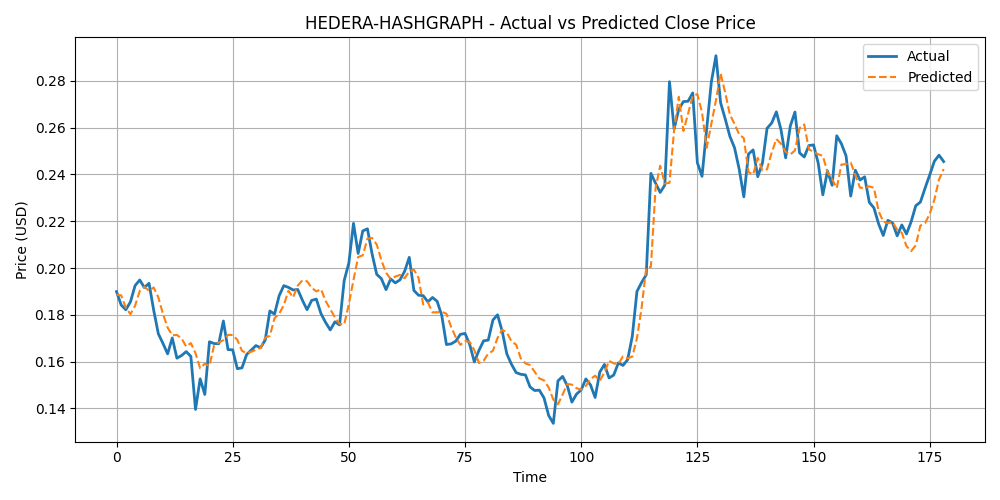 HEDERA-HASHGRAPH - Actual vs Predicted Close Price
Actual
Predicted
Price (USD)
0.28
0.26
0.24
0.22
0.20
0.18
0.16
0.14
0 25 50 75 100 125 150 175
Time